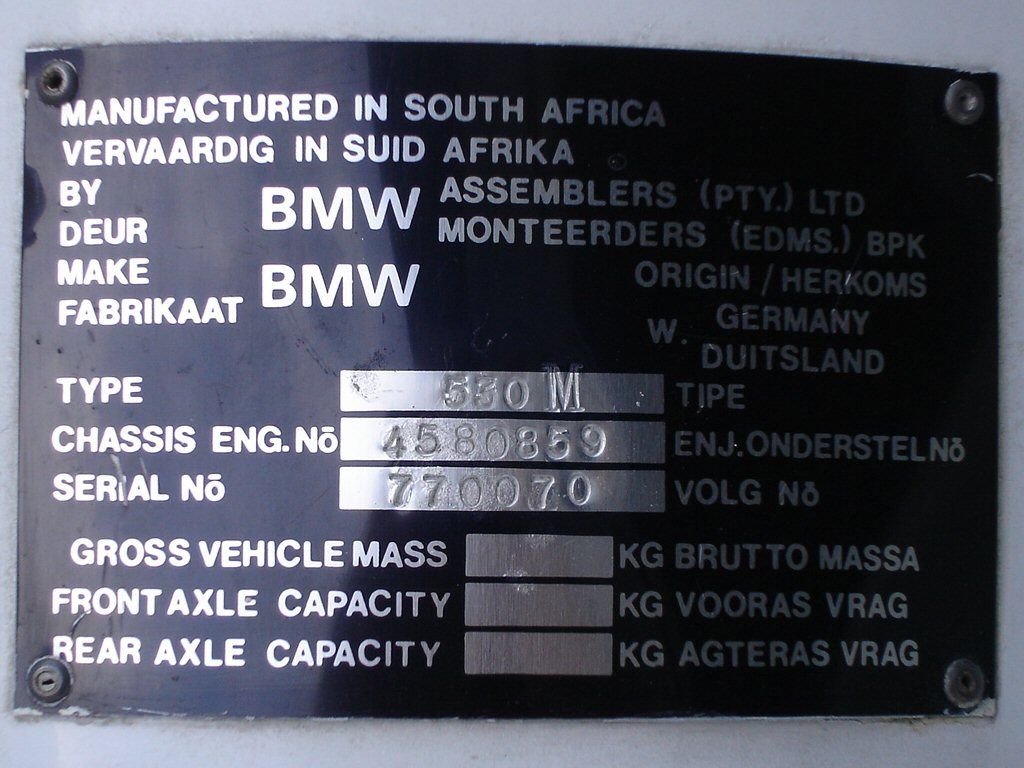 MANUFACTURED IN SOUTH AFRICA
VERVAARDIG IN SUID AFRIKA
BY BMW ASSEMBLERS (PTY.) LTD
DEUR MONTEERDERS (EDMS.) BPK
MAKE BMW ORIGIN / HERKOMS
FABRIKAAT W. GERMANY
DUITSLAND
TYPE 530 M TIPE
CHASSIS ENG. Nō 4580859 ENJ. ONDERSTEL Nō
SERIAL Nō 770070 VOLG Nō
GROSS VEHICLE MASS KG BRUTTO MASSA
FRONT AXLE CAPACITY KG VOORAS VRAG
REAR AXLE CAPACITY KG AGTERAS VRAG